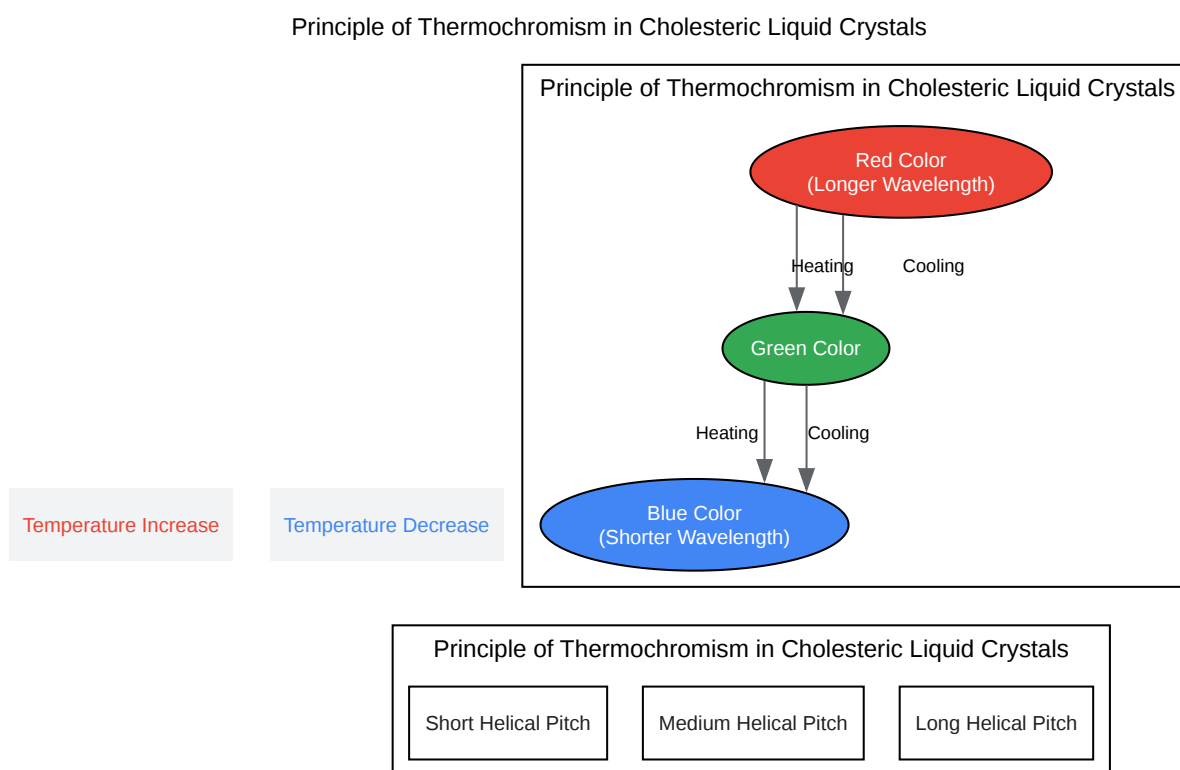 Principle of Thermochromism in Cholesteric Liquid Crystals
Principle of Thermochromism in Cholesteric Liquid Crystals
Red Color
(Longer Wavelength)
Heating
Cooling
Green Color
Heating
Cooling
Temperature Increase
Temperature Decrease
Blue Color
(Shorter Wavelength)
Principle of Thermochromism in Cholesteric Liquid Crystals
Short Helical Pitch
Medium Helical Pitch
Long Helical Pitch